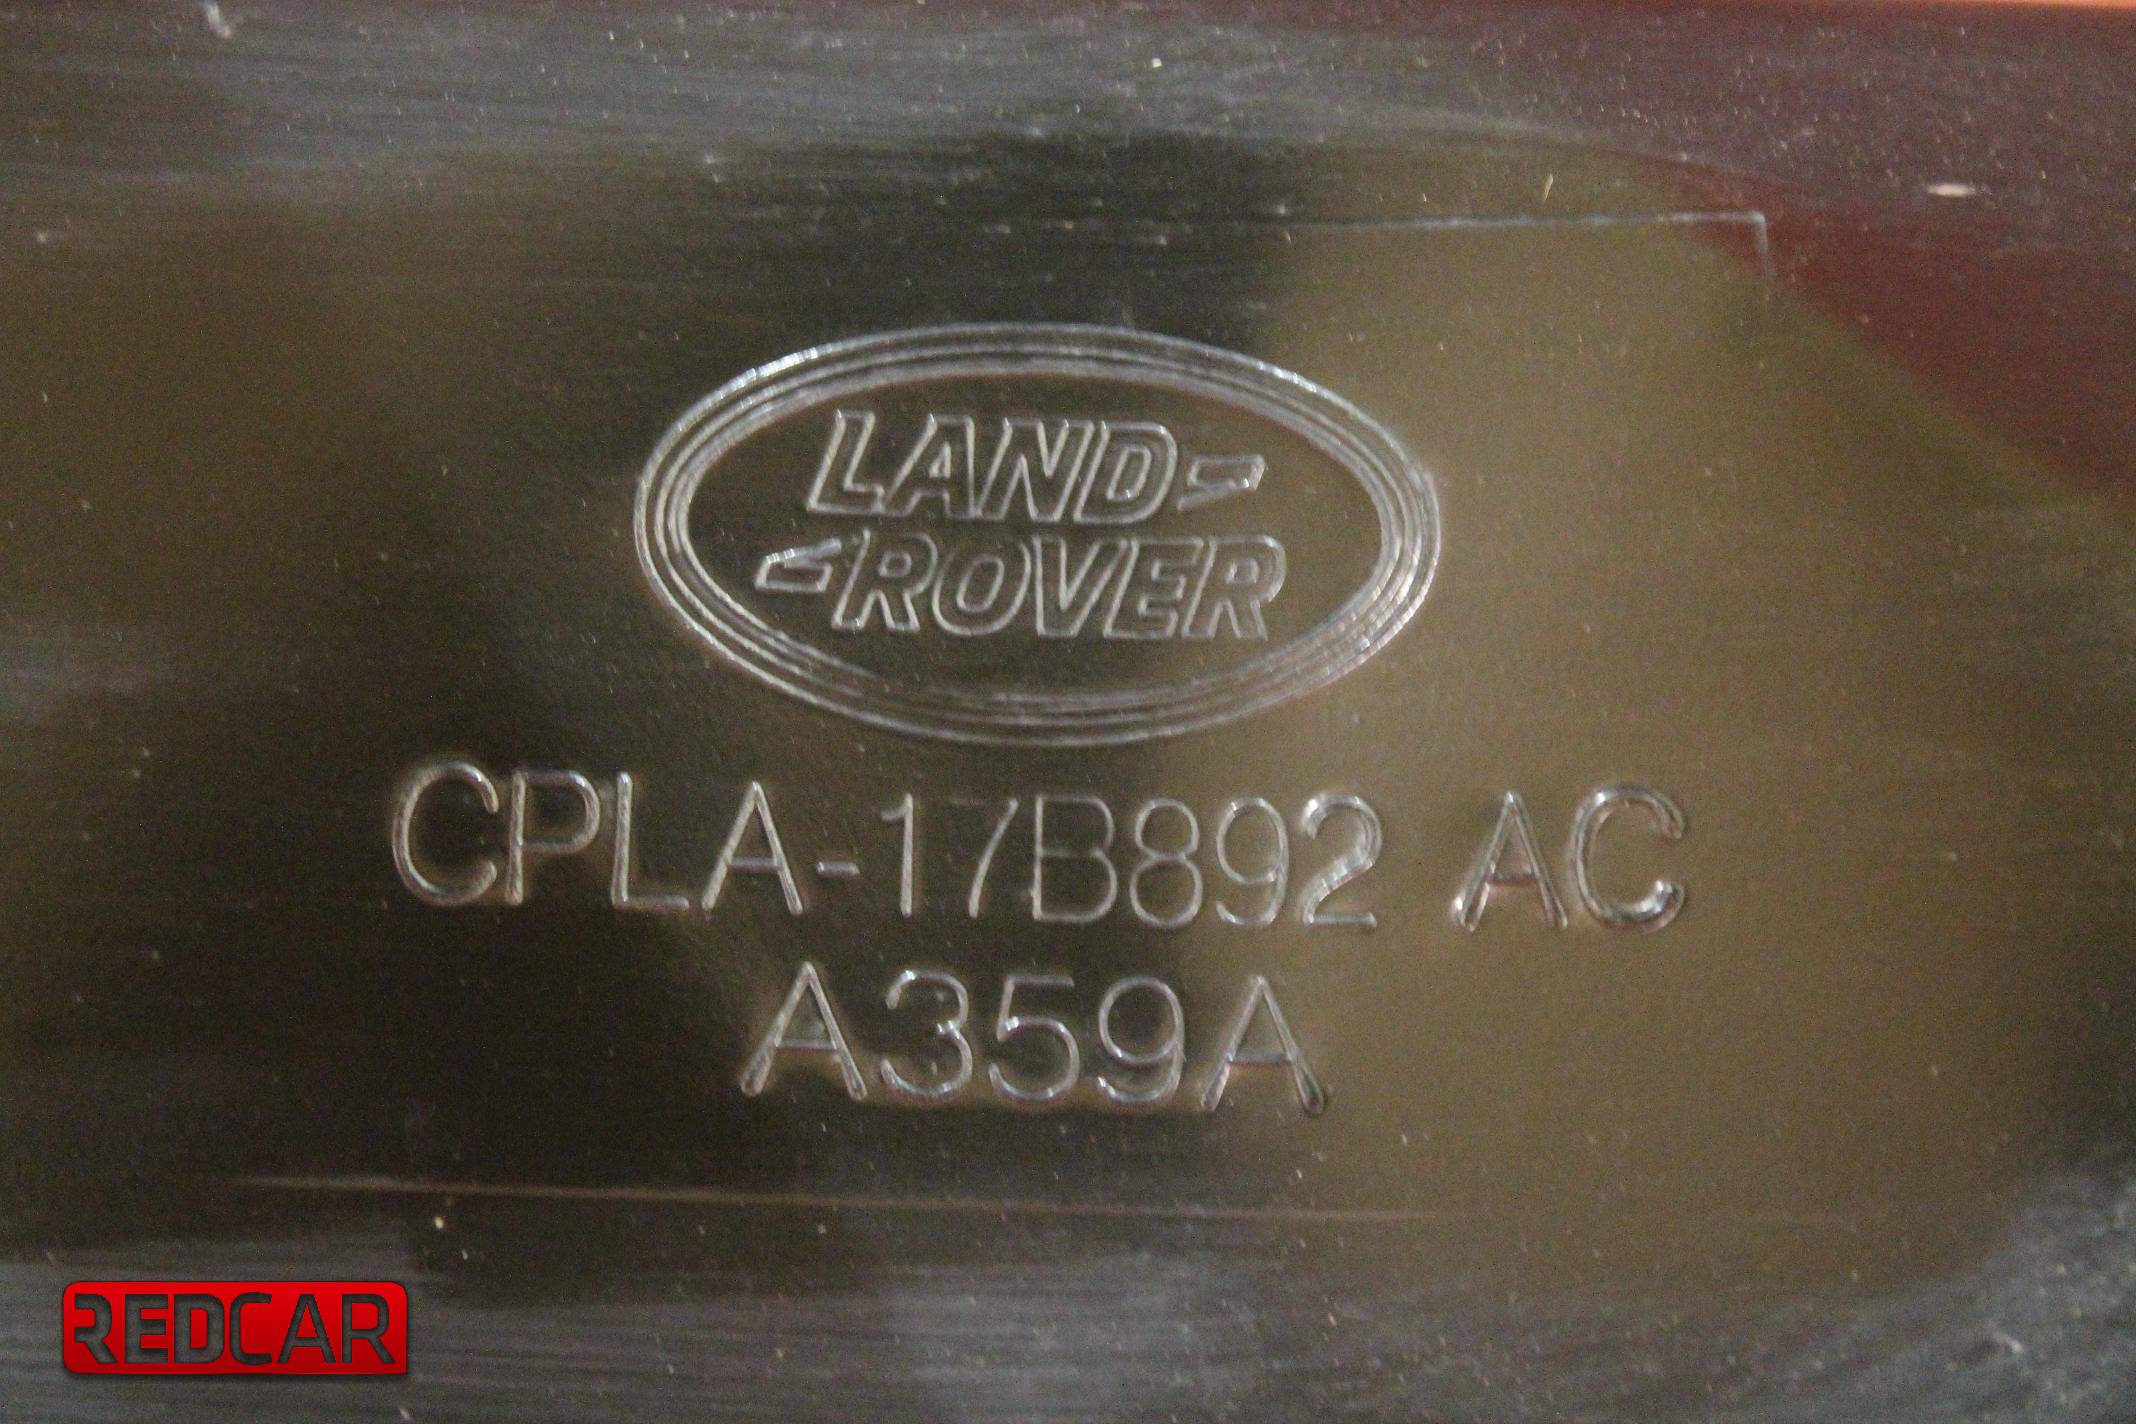 LAND
ROVER
CPLA-17B892 AC
A359A
REDCAR